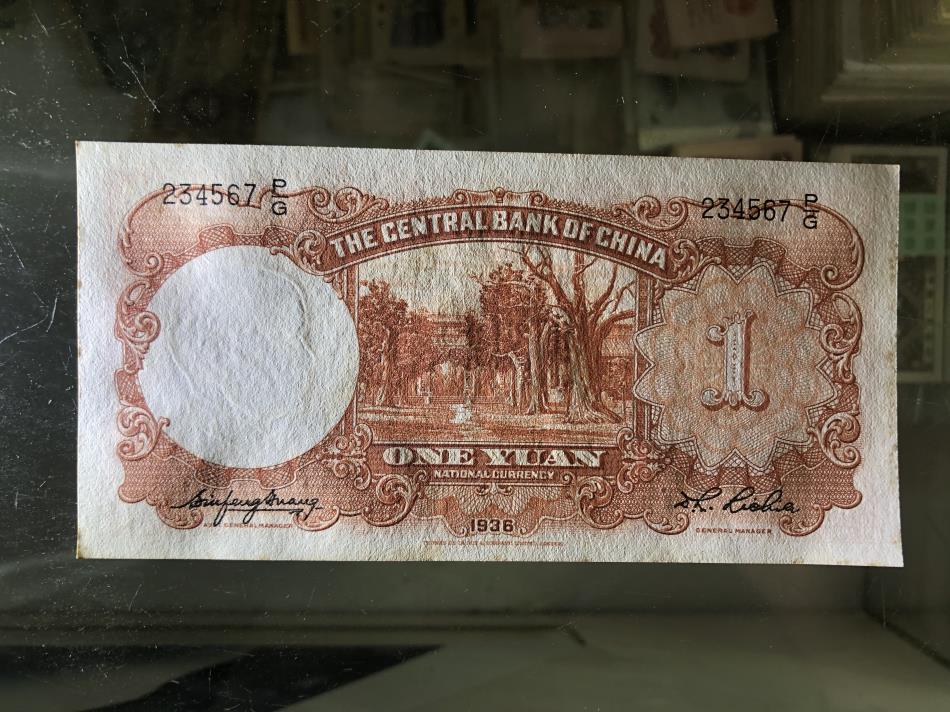 234567 P/G
234567 P/G
THE CENTRAL BANK OF CHINA
1
ONE YUAN
NATIONAL CURRENCY
GENERAL MANAGER
GENERAL MANAGER
1936